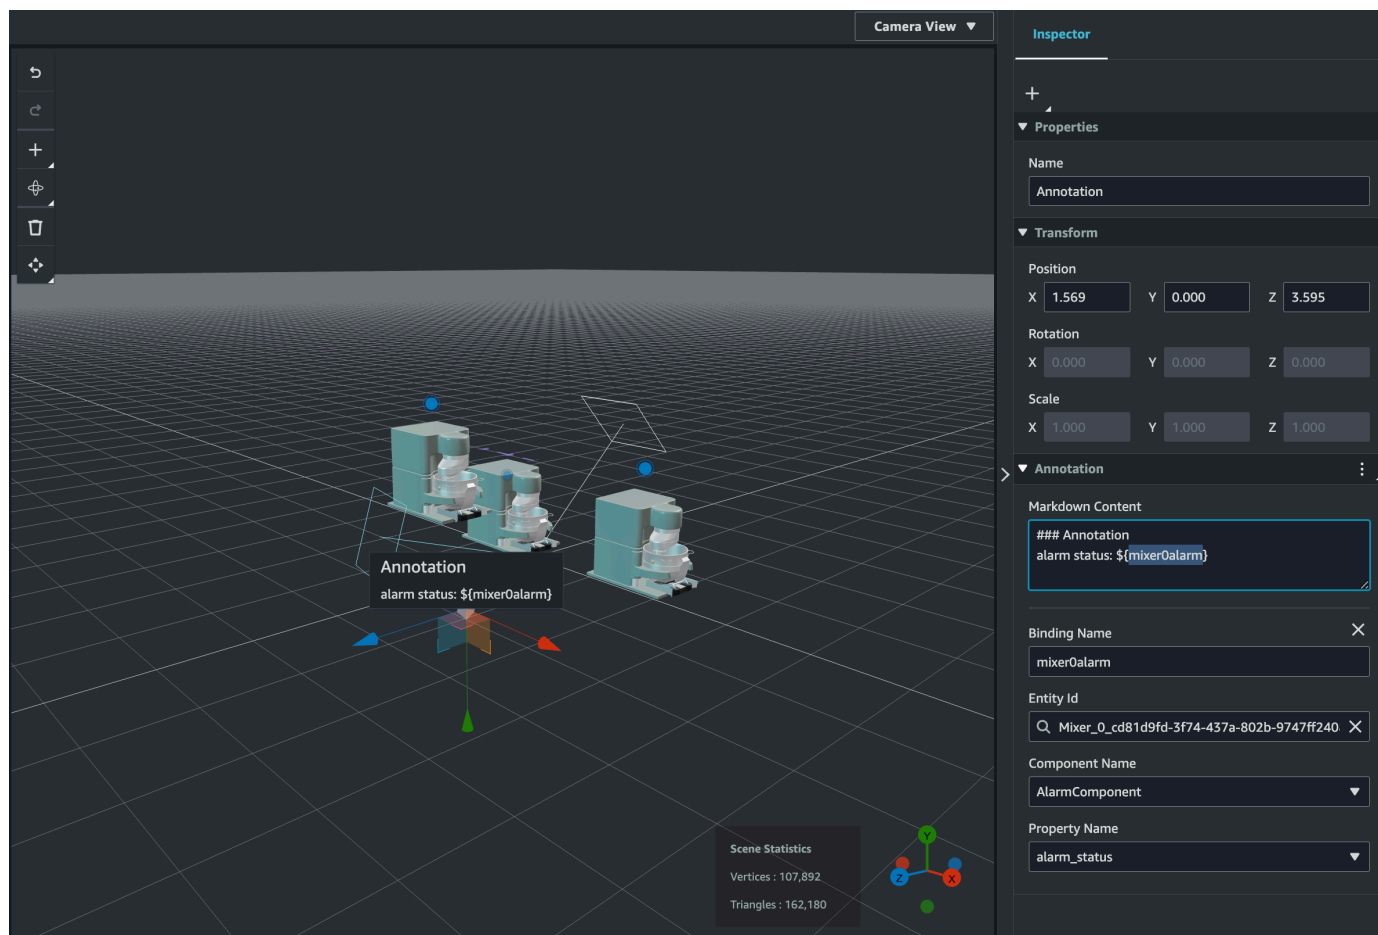 Camera View
Inspector
Properties
Name
Annotation
Transform
Position
X 1.569 Y 0.000 Z 3.595
Rotation
X 0.000 Y 0.000 Z 0.000
Scale
X 1.000 Y 1.000 Z 1.000
Annotation
Markdown Content
### Annotation
alarm status: ${mixer0alarm}
Binding Name
mixer0alarm
Entity Id
Mixer_0_cd81d9fd-3f74-437a-802b-9747ff240
Component Name
AlarmComponent
Property Name
alarm_status
Annotation
alarm status: ${mixer0alarm}
Scene Statistics
Vertices : 107,892
Triangles : 162,180
Y
Z
X